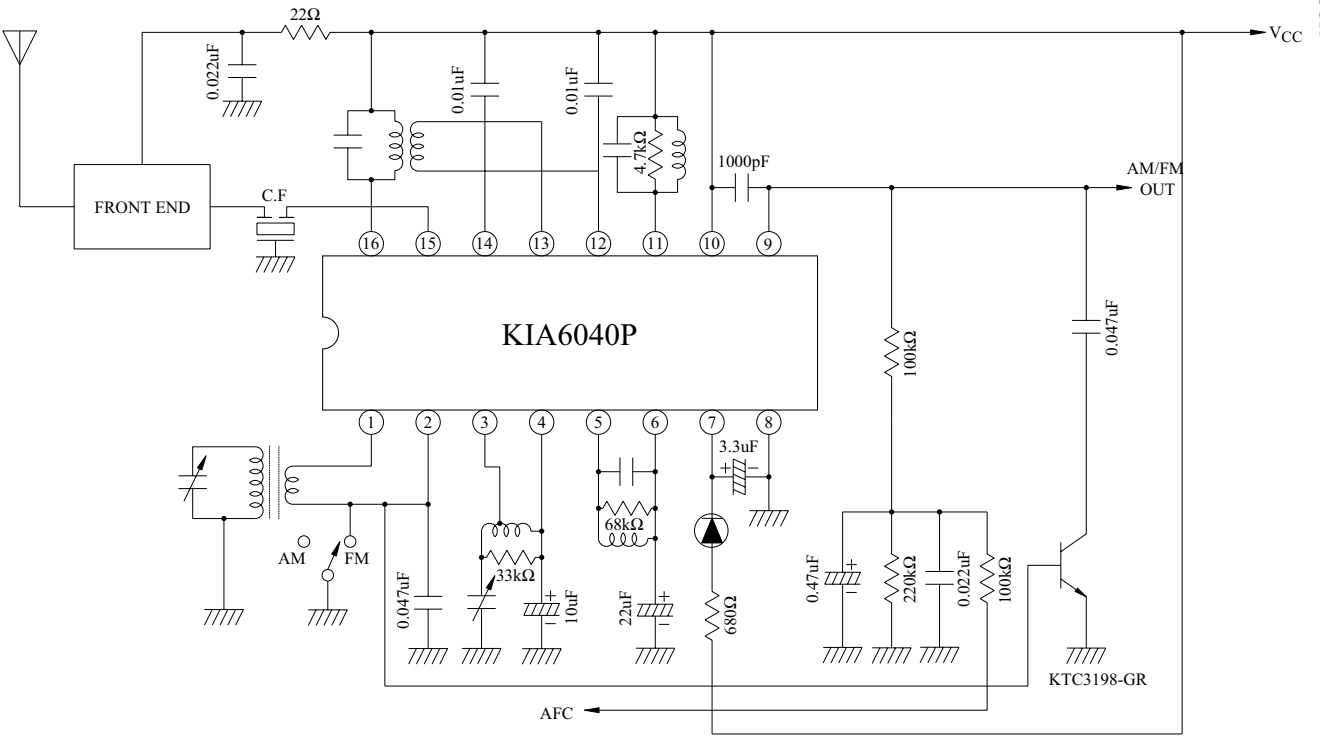 22Ω
V_CC
0.022uF
0.01uF
0.01uF
4.7kΩ
1000pF
AM/FM
OUT
FRONT END
C.F
16
15
14
13
12
11
10
9
KIA6040P
100kΩ
0.047uF
1
2
3
4
5
6
7
8
3.3uF
AM
FM
33kΩ
68kΩ
0.047uF
10uF
22uF
680Ω
0.47uF
220kΩ
0.022uF
100kΩ
+
−
+
−
+
−
+
−
KTC3198-GR
AFC